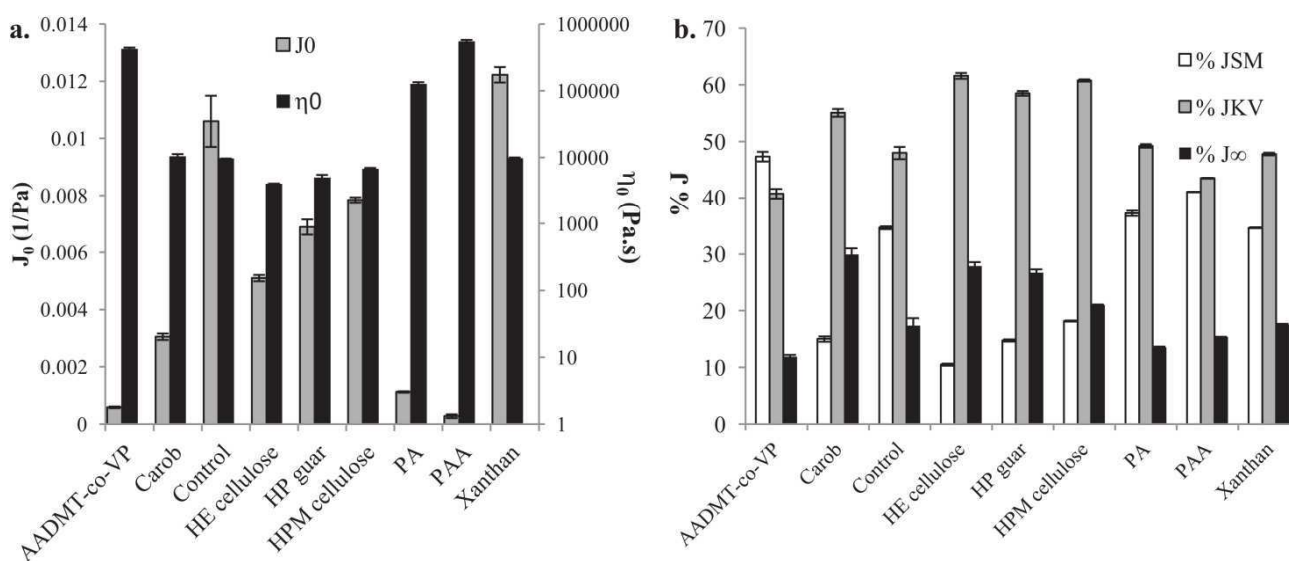 a.
J₀ (1/Pa)
0.014
0.012
0.01
0.008
0.006
0.004
0.002
0
J0
η0
1000000
100000
10000
1000
100
10
1
η₀ (Pa.s)
AADMT-co-VP
Carob
Control
HE cellulose
HP guar
HPM cellulose
PA
PAA
Xanthan
b.
% J
70
60
50
40
30
20
10
0
% JSM
% JKV
% J∞
AADMT-co-VP
Carob
Control
HE cellulose
HP guar
HPM cellulose
PA
PAA
Xanthan